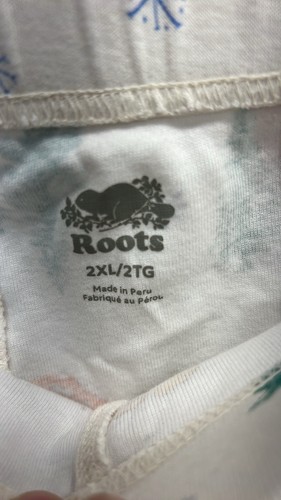 Roots
2XL/2TG
Made in Peru
Fabriqué au Pérou